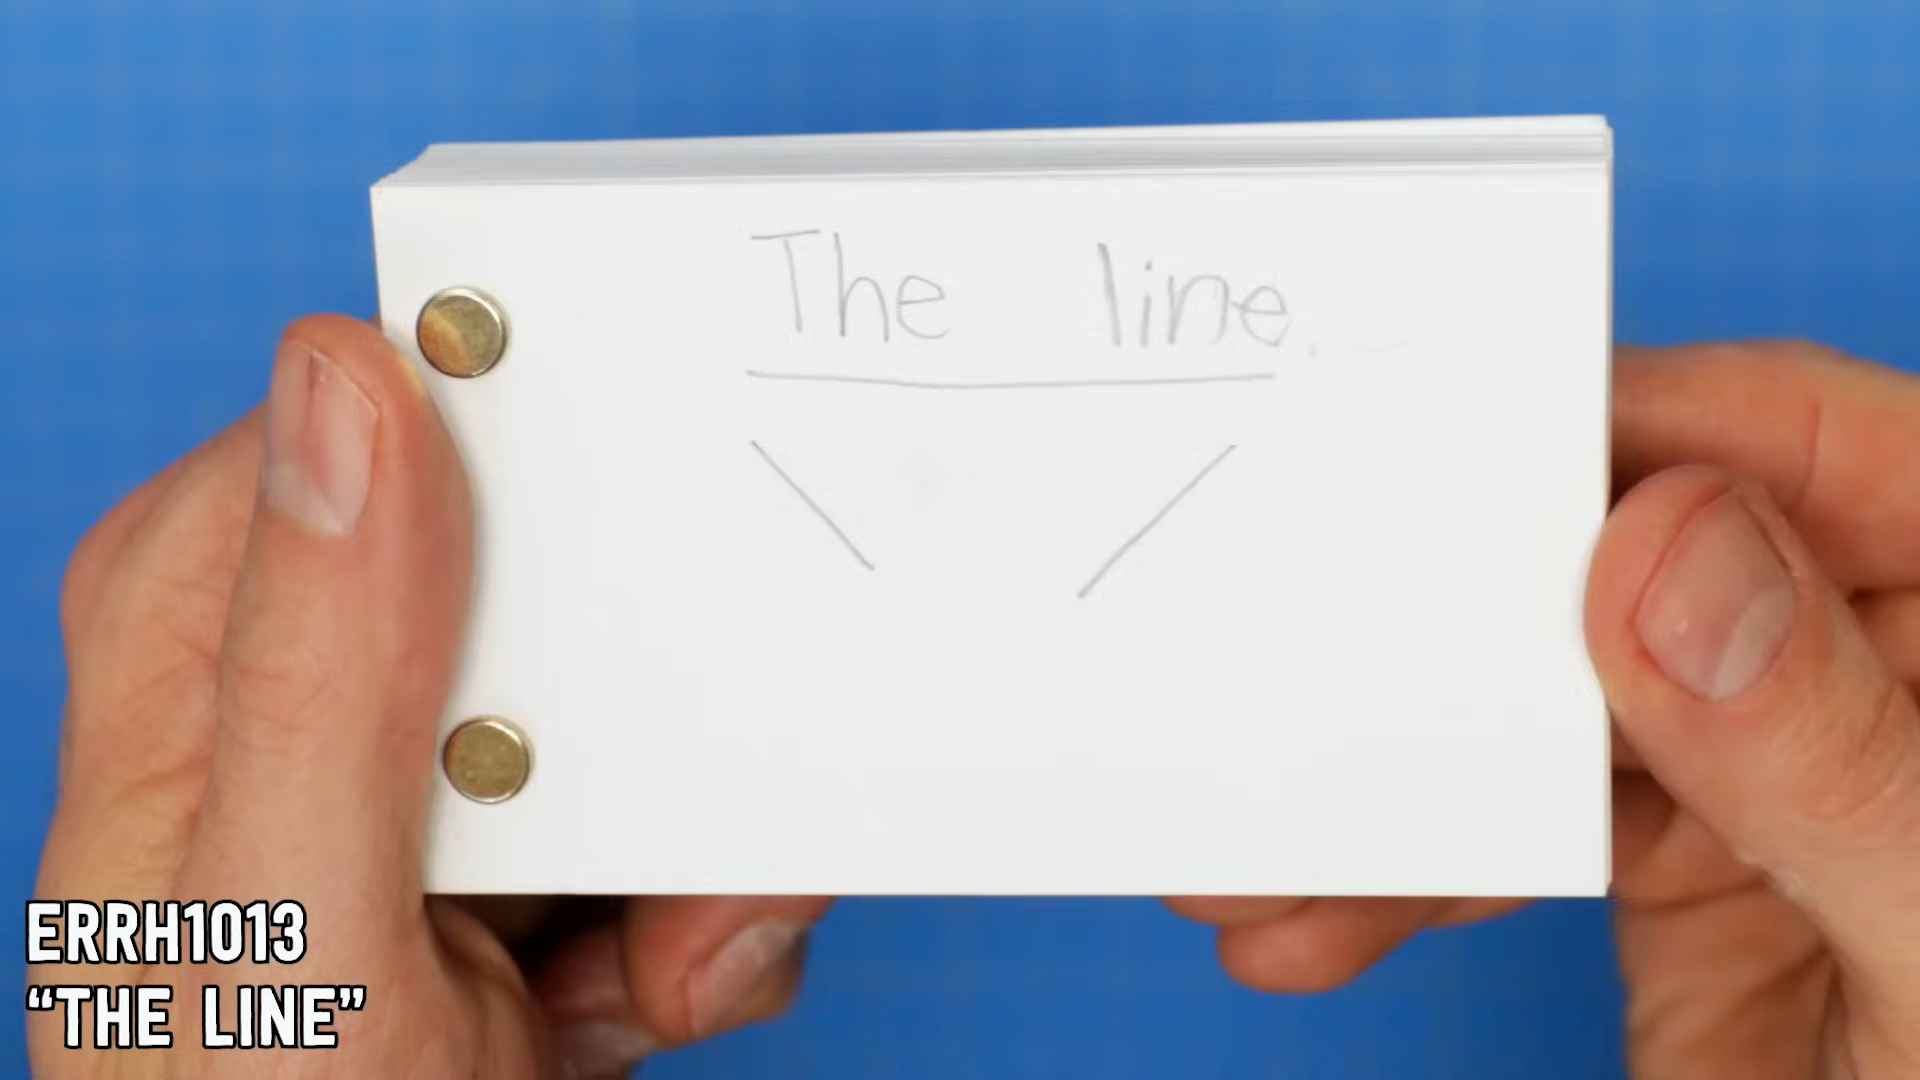 The line.
ERRH1013
“THE LINE”